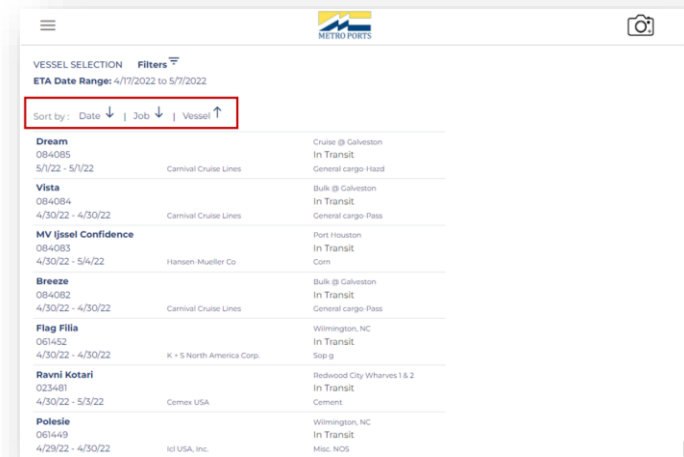 METRO PORTS
VESSEL SELECTION Filters
ETA Date Range: 4/17/2022 to 5/7/2022
Sort by : Date ↓ | Job ↓ | Vessel ↑
Dream Cruise @ Galveston
084085 In Transit
5/1/22 - 5/1/22 Carnival Cruise Lines General cargo-Hazd
Vista Bulk @ Galveston
084084 In Transit
4/30/22 - 4/30/22 Carnival Cruise Lines General cargo-Pass
MV Ijssel Confidence Port Houston
084083 In Transit
4/30/22 - 5/4/22 Hansen-Mueller Co Corn
Breeze Bulk @ Galveston
084082 In Transit
4/30/22 - 4/30/22 Carnival Cruise Lines General cargo-Pass
Flag Filia Wilmington, NC
061452 In Transit
4/30/22 - 4/30/22 K + S North America Corp. Sop g
Ravni Kotari Redwood City Wharves 1 & 2
023481 In Transit
4/30/22 - 5/3/22 Cemex USA Cement
Polesie Wilmington, NC
061449 In Transit
4/29/22 - 4/30/22 Icl USA, Inc. Misc. NOS